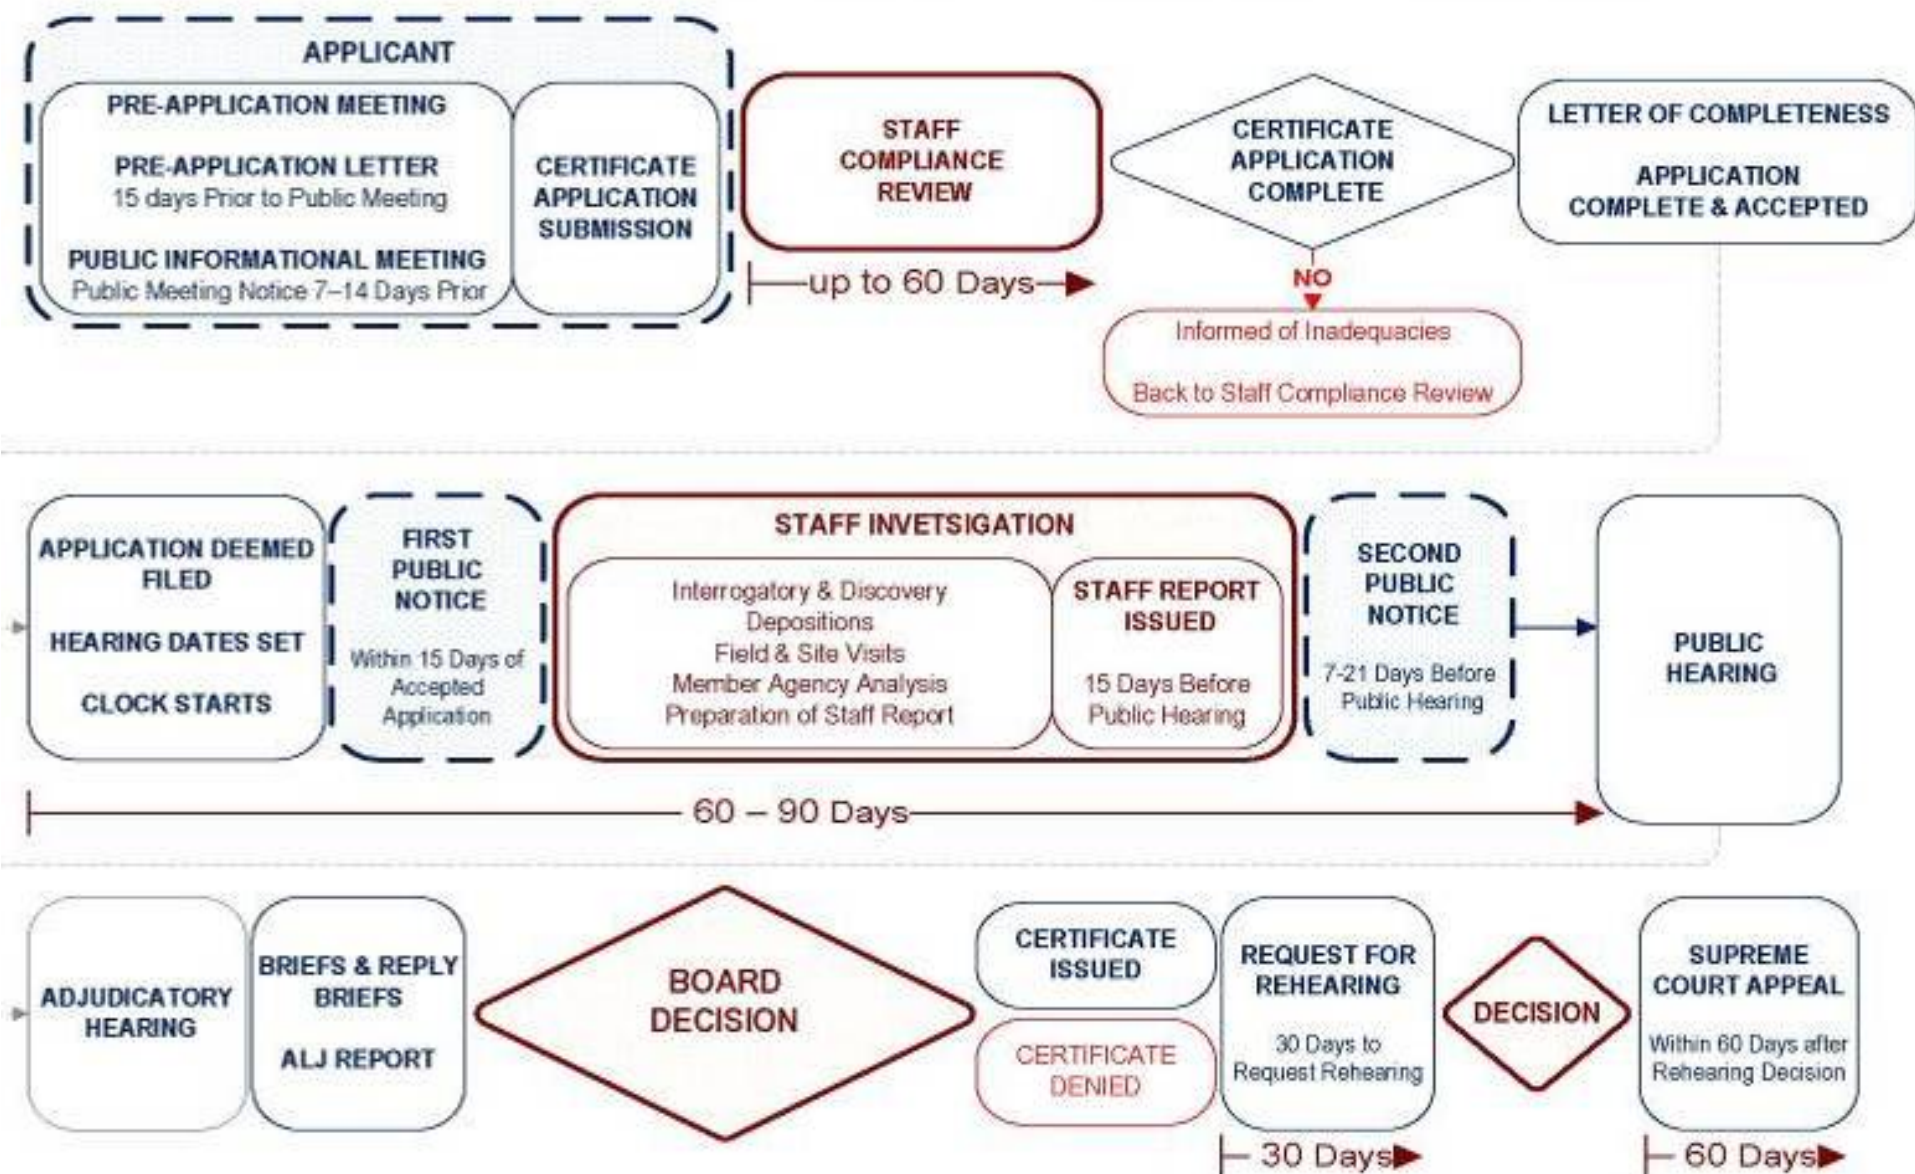 APPLICANT
PRE-APPLICATION MEETING
PRE-APPLICATION LETTER
15 days Prior to Public Meeting
PUBLIC INFORMATIONAL MEETING
Public Meeting Notice 7–14 Days Prior
CERTIFICATE
APPLICATION
SUBMISSION
STAFF
COMPLIANCE
REVIEW
up to 60 Days
CERTIFICATE
APPLICATION
COMPLETE
NO
Informed of Inadequacies
Back to Staff Compliance Review
LETTER OF COMPLETENESS
APPLICATION
COMPLETE & ACCEPTED
APPLICATION DEEMED
FILED
HEARING DATES SET
CLOCK STARTS
FIRST
PUBLIC
NOTICE
Within 15 Days of
Accepted
Application
STAFF INVETSIGATION
Interrogatory & Discovery
Depositions
Field & Site Visits
Member Agency Analysis
Preparation of Staff Report
STAFF REPORT
ISSUED
15 Days Before
Public Hearing
SECOND
PUBLIC
NOTICE
7-21 Days Before
Public Hearing
PUBLIC
HEARING
60 – 90 Days
ADJUDICATORY
HEARING
BRIEFS & REPLY
BRIEFS
ALJ REPORT
BOARD
DECISION
CERTIFICATE
ISSUED
CERTIFICATE
DENIED
REQUEST FOR
REHEARING
30 Days to
Request Rehearing
30 Days
DECISION
SUPREME
COURT APPEAL
Within 60 Days after
Rehearing Decision
60 Days